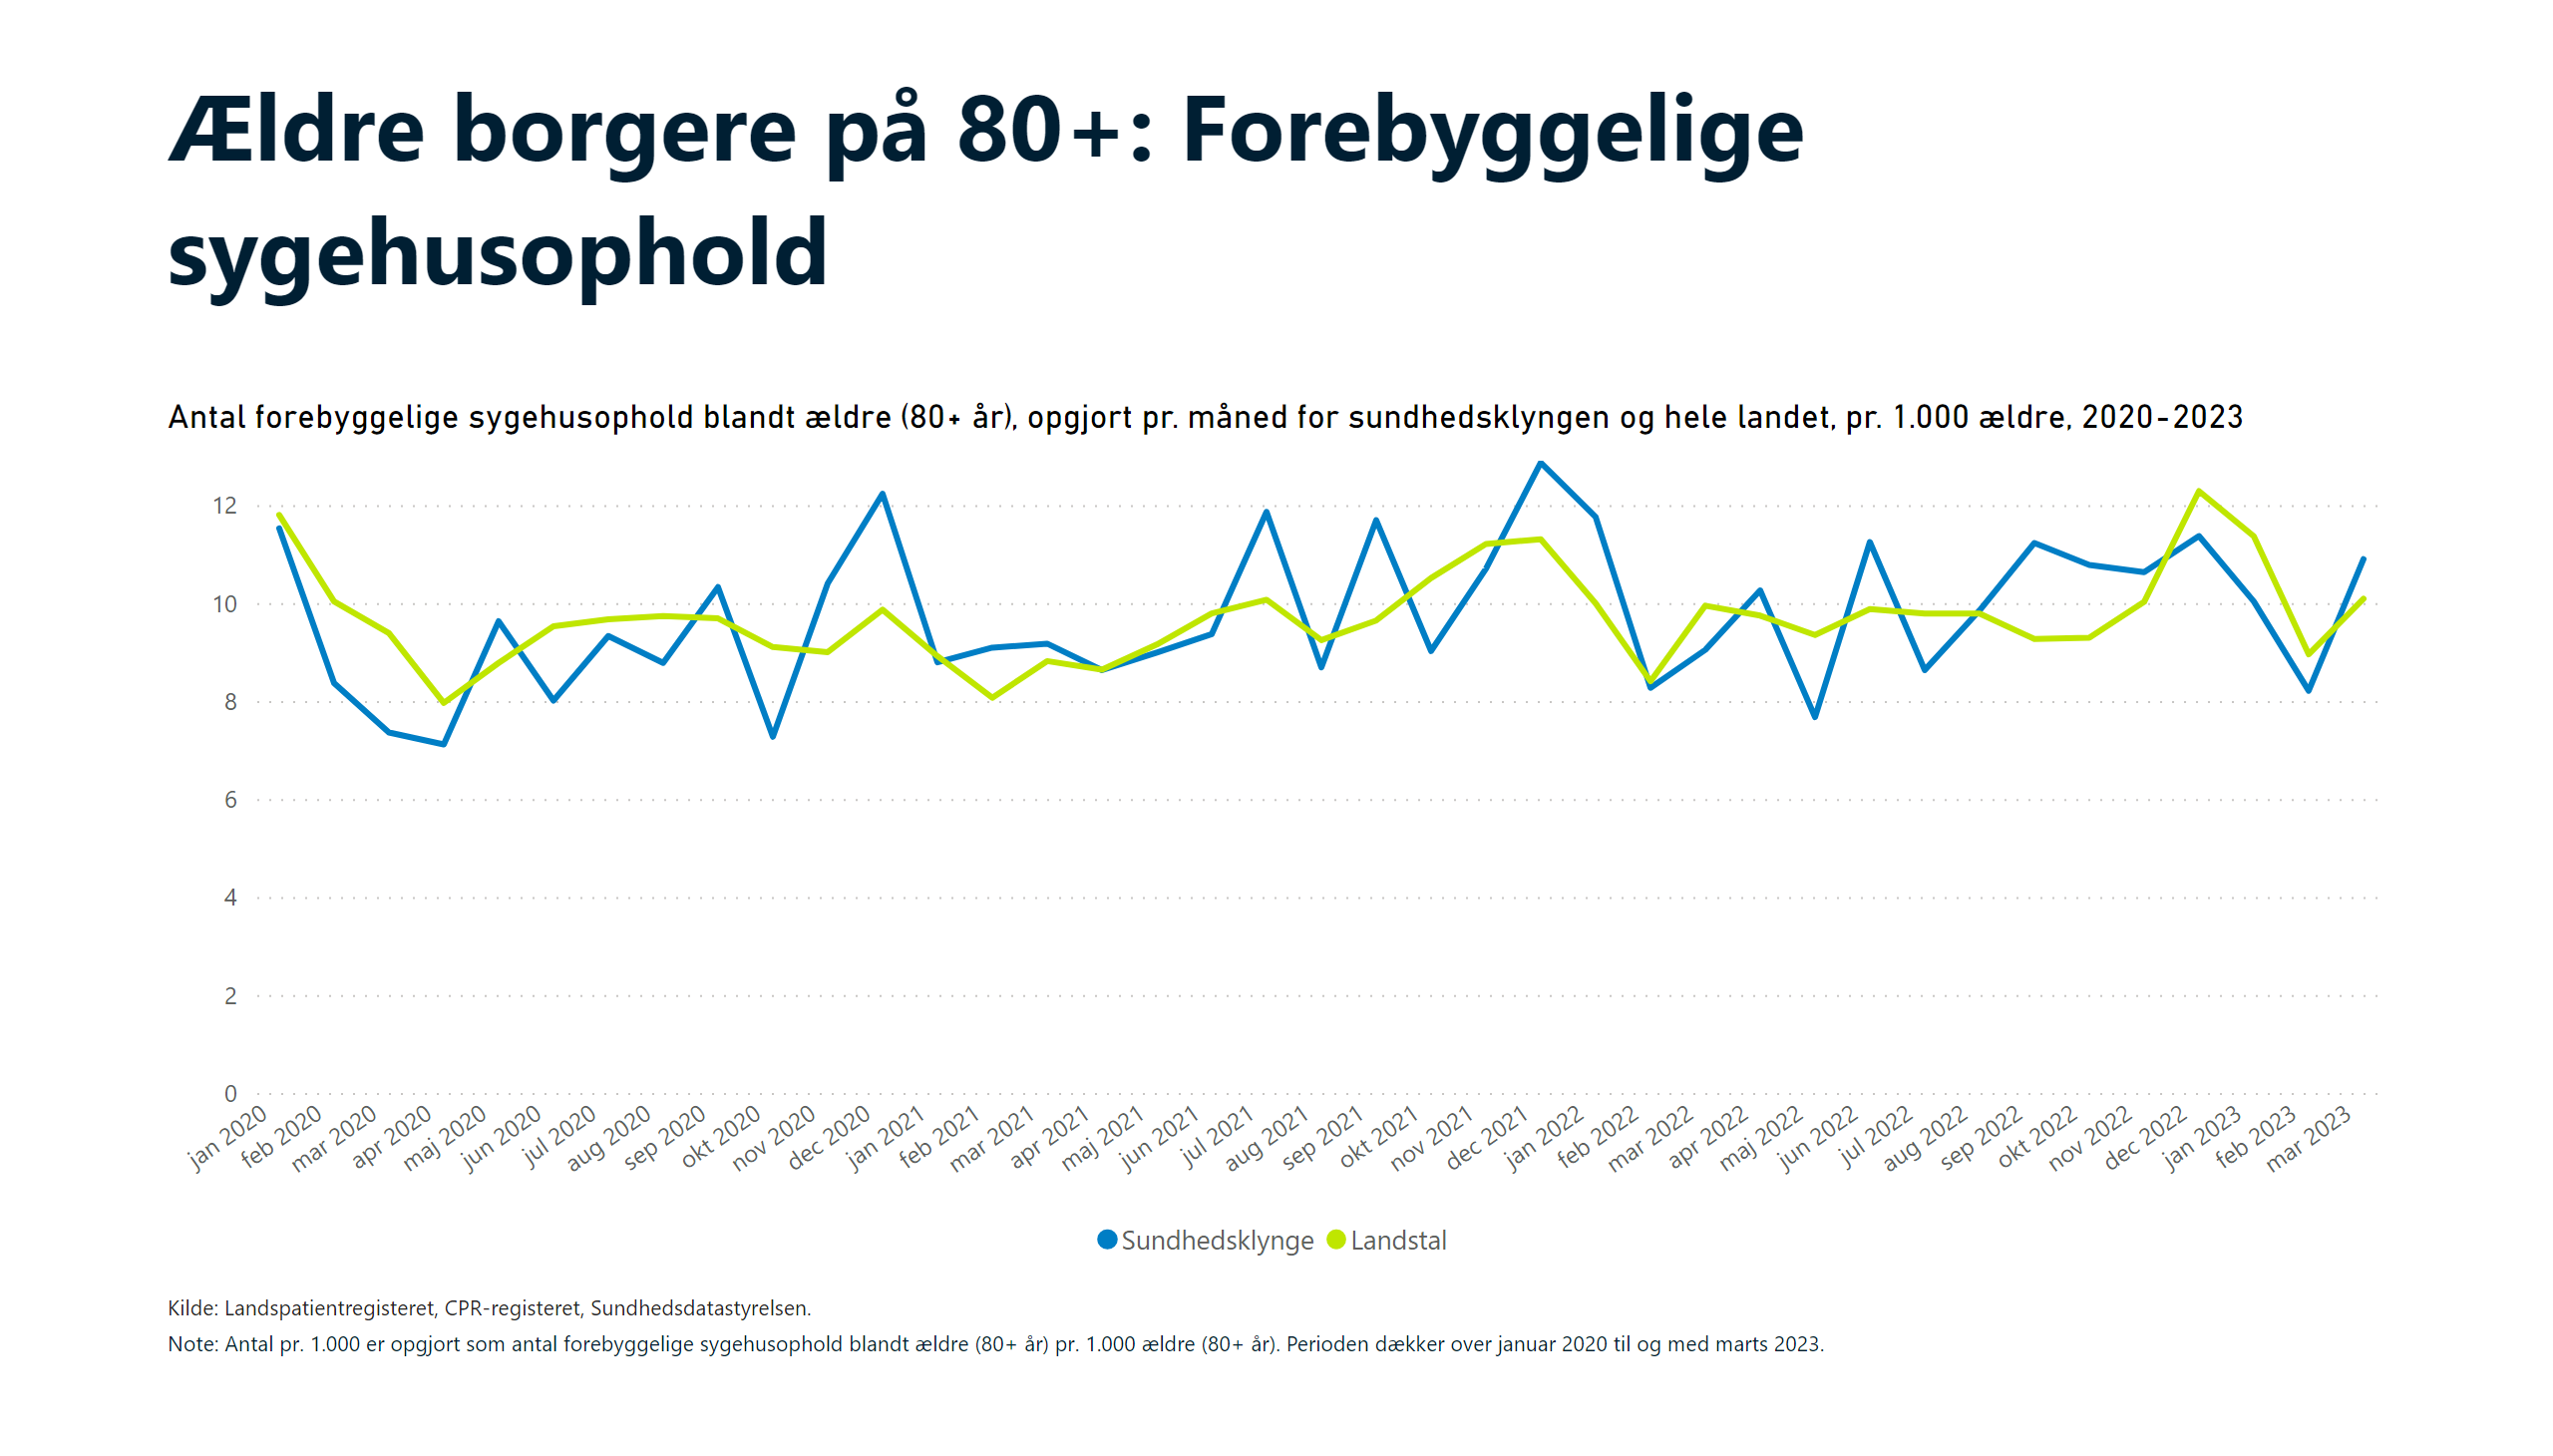 Ældre borgere på 80+: Forebyggelige
sygehusophold
Antal forebyggelige sygehusophold blandt ældre (80+ år), opgjort pr. måned for sundhedsklyngen og hele landet, pr. 1.000 ældre, 2020-2023
12
10
8
6
4
2
0
jan 2020
feb 2020
mar 2020
apr 2020
maj 2020
jun 2020
jul 2020
aug 2020
sep 2020
okt 2020
nov 2020
dec 2020
jan 2021
feb 2021
mar 2021
apr 2021
maj 2021
jun 2021
jul 2021
aug 2021
sep 2021
okt 2021
nov 2021
dec 2021
jan 2022
feb 2022
mar 2022
apr 2022
maj 2022
jun 2022
jul 2022
aug 2022
sep 2022
okt 2022
nov 2022
dec 2022
jan 2023
feb 2023
mar 2023
Sundhedsklynge Landstal
Kilde: Landspatientregisteret, CPR-registeret, Sundhedsdatastyrelsen.
Note: Antal pr. 1.000 er opgjort som antal forebyggelige sygehusophold blandt ældre (80+ år) pr. 1.000 ældre (80+ år). Perioden dækker over januar 2020 til og med marts 2023.